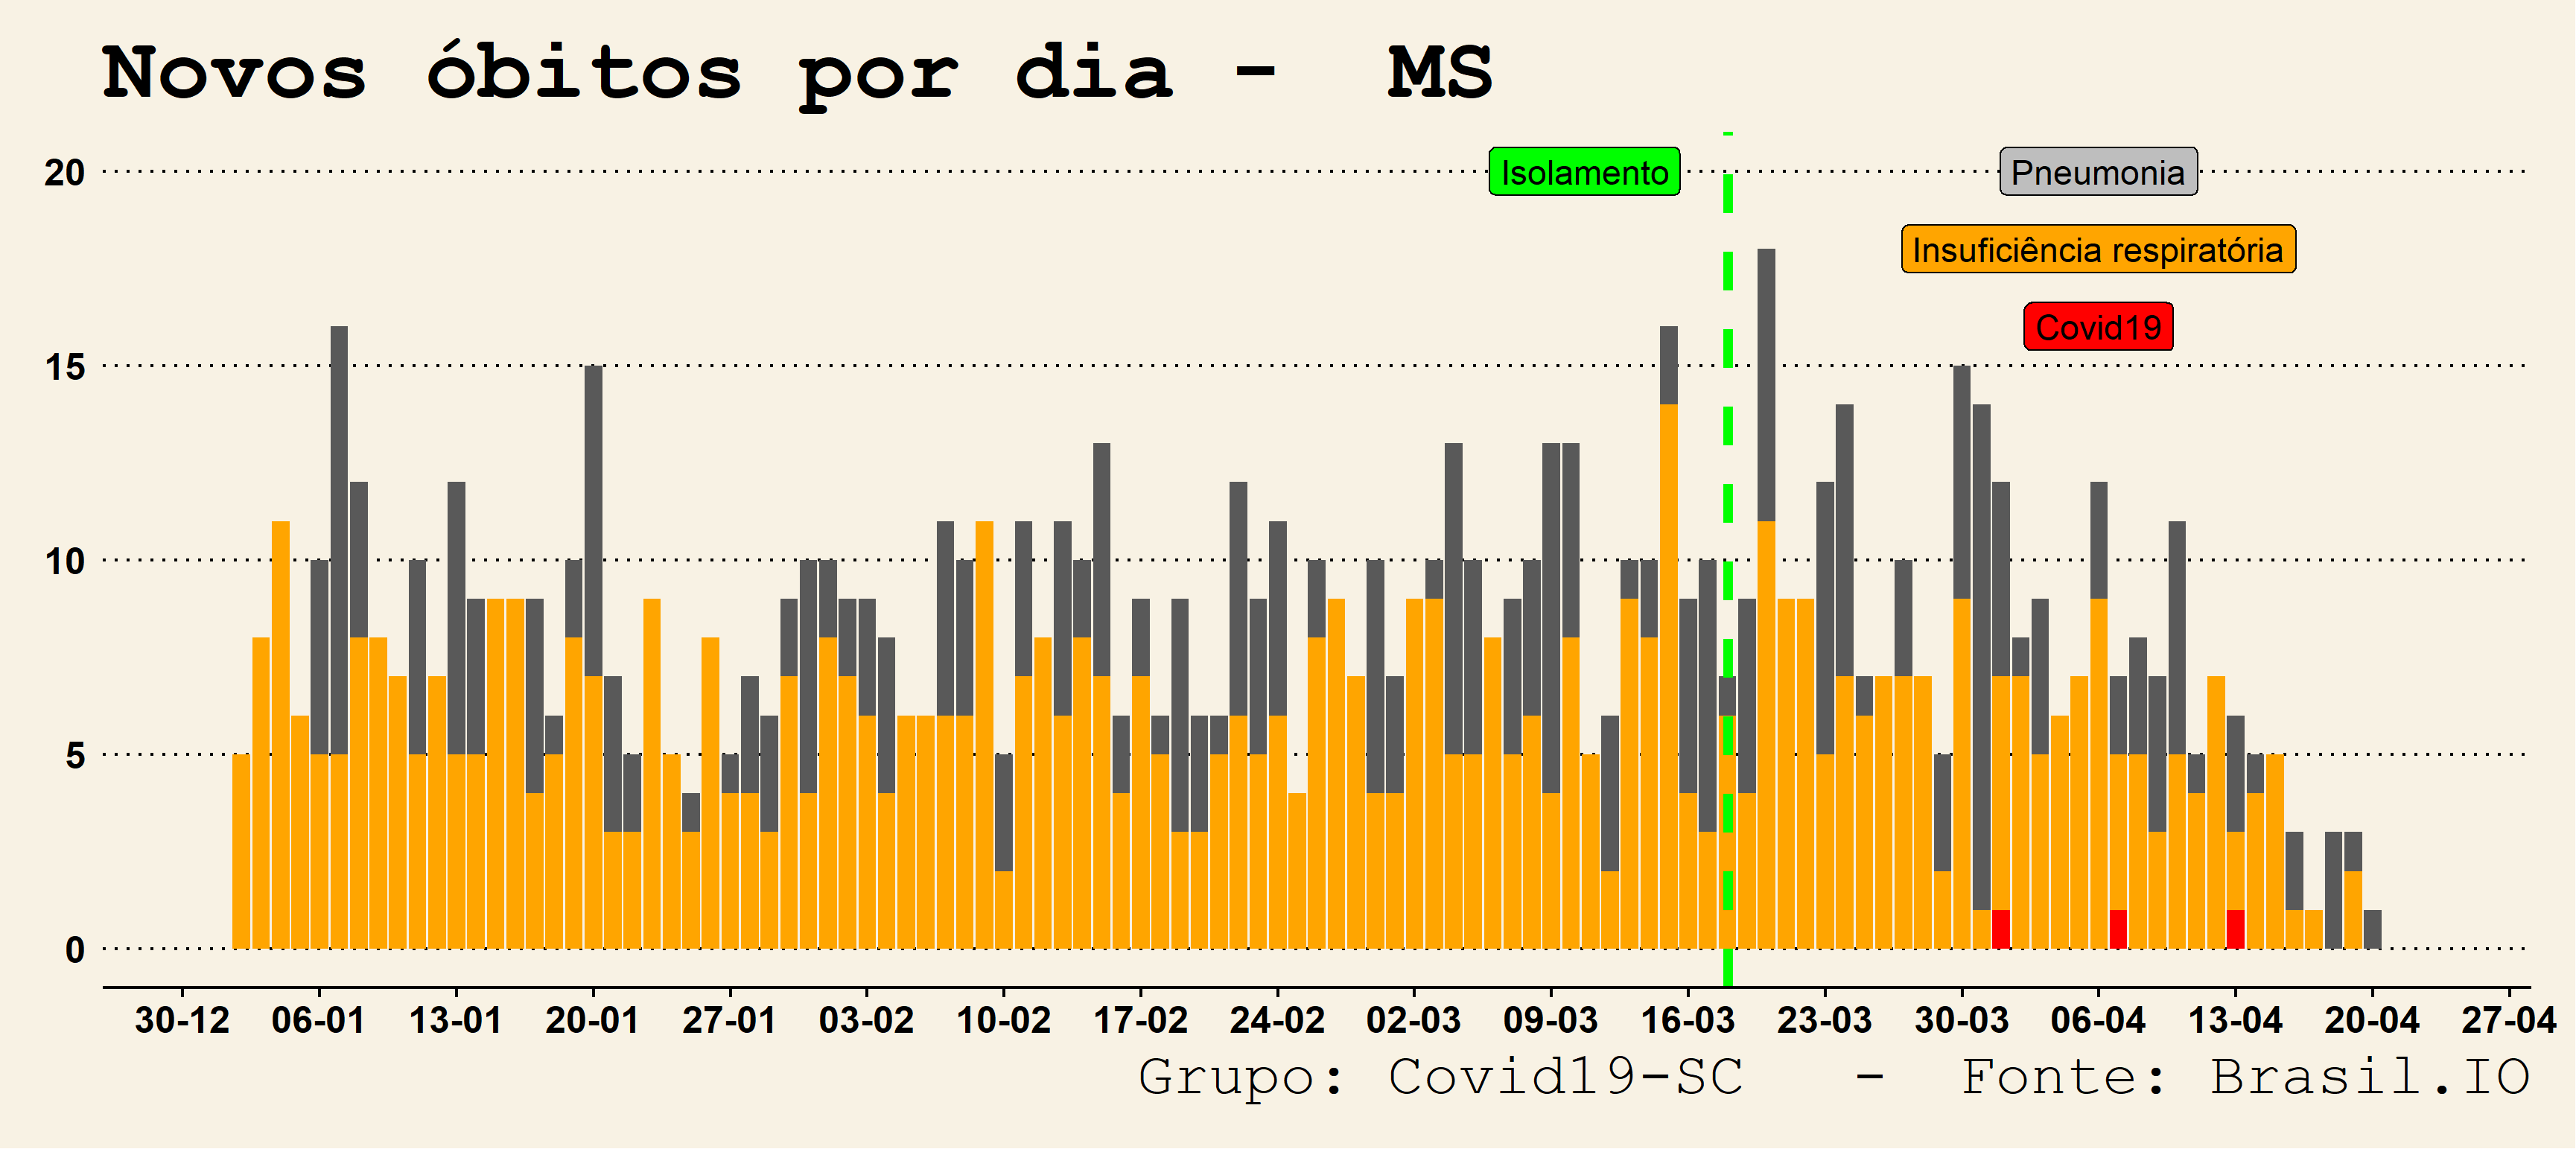 Novos óbitos por dia - MS
20
Isolamento
Pneumonia
Insuficiência respiratória
Covid19
15
10
5
0
30-12 06-01 13-01 20-01 27-01 03-02 10-02 17-02 24-02 02-03 09-03 16-03 23-03 30-03 06-04 13-04 20-04 27-04
Grupo: Covid19-SC - Fonte: Brasil.IO